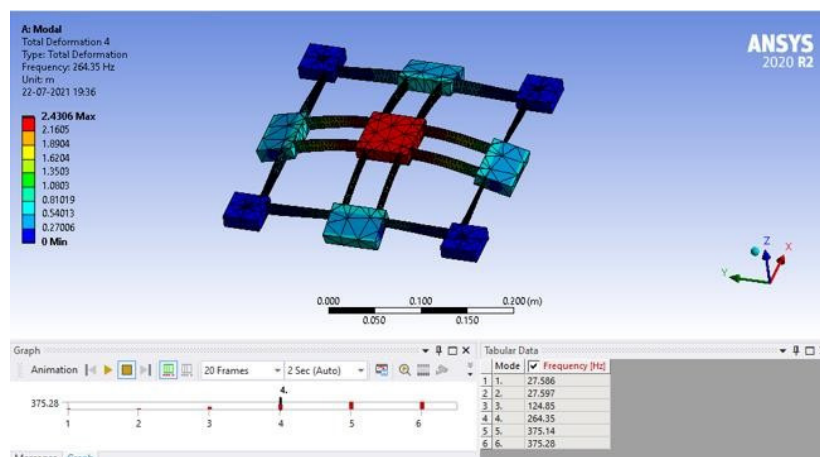 A: Modal
Total Deformation 4
Type: Total Deformation
Frequency: 264.35 Hz
Unit: m
22-07-2021 19:36
2.4306 Max
2.1605
1.8904
1.6204
1.3503
1.0803
0.81019
0.54013
0.27006
0 Min
ANSYS
2020 R2
Z
X
Y
0.000 0.100 0.200 (m)
0.050 0.150
Graph
Animation 20 Frames 2 Sec (Auto)
4.
375.28
1 2 3 4 5 6
Graph
Tabular Data
Mode Frequency [Hz]
1 1. 27.586
2 2. 27.597
3 3. 124.85
4 4. 264.35
5 5. 375.14
6 6. 375.28